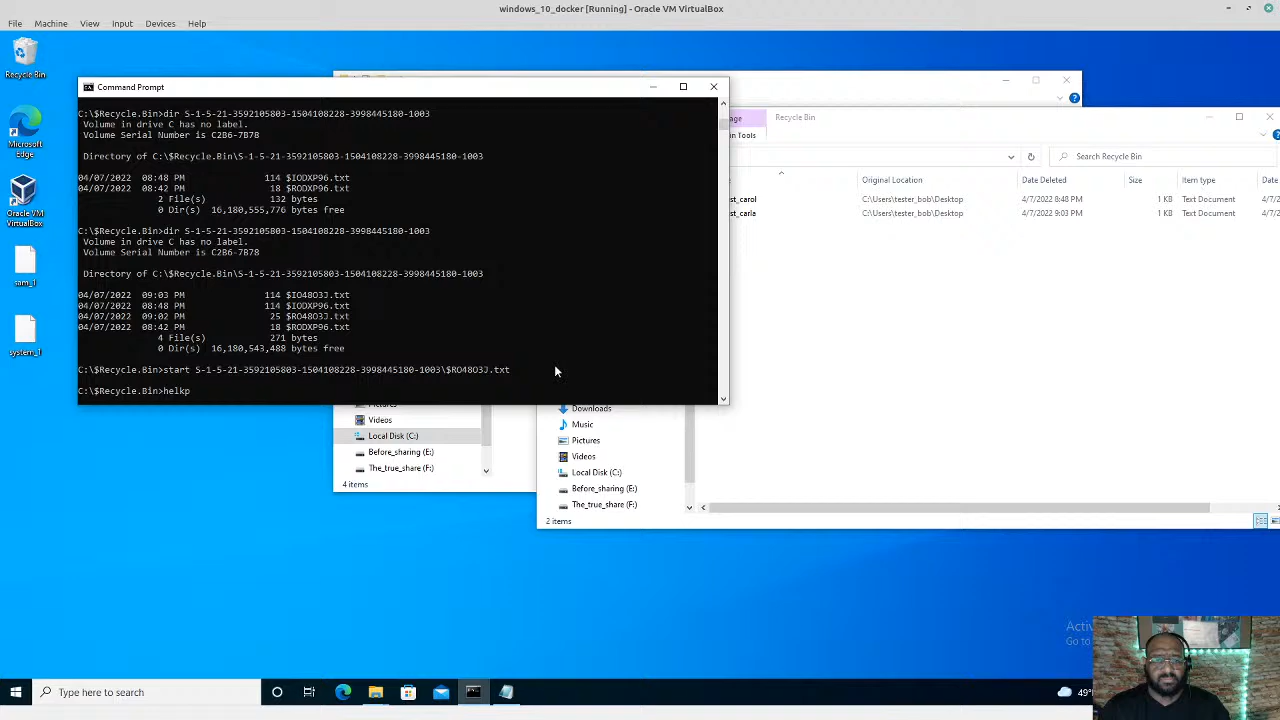 windows_10_docker [Running] - Oracle VM VirtualBox
File Machine View Input Devices Help
Recycle Bin
Microsoft
Edge
Oracle VM
VirtualBox
sam_1
system_1
Command Prompt
C:\$Recycle.Bin>dir S-1-5-21-3592105803-1504108228-3998445180-1003
Volume in drive C has no label.
Volume Serial Number is C2B6-7B78
Directory of C:\$Recycle.Bin\S-1-5-21-3592105803-1504108228-3998445180-1003
04/07/2022 08:48 PM 114 $IODXP96.txt
04/07/2022 08:42 PM 18 $RODXP96.txt
2 File(s) 132 bytes
0 Dir(s) 16,180,555,776 bytes free
C:\$Recycle.Bin>dir S-1-5-21-3592105803-1504108228-3998445180-1003
Volume in drive C has no label.
Volume Serial Number is C2B6-7B78
Directory of C:\$Recycle.Bin\S-1-5-21-3592105803-1504108228-3998445180-1003
04/07/2022 09:03 PM 114 $IO48O3J.txt
04/07/2022 08:48 PM 114 $IODXP96.txt
04/07/2022 09:02 PM 25 $RO48O3J.txt
04/07/2022 08:42 PM 18 $RODXP96.txt
4 File(s) 271 bytes
0 Dir(s) 16,180,543,488 bytes free
C:\$Recycle.Bin>start S-1-5-21-3592105803-1504108228-3998445180-1003\$RO48O3J.txt
C:\$Recycle.Bin>helkp
Videos
Local Disk (C:)
Before_sharing (E:)
The_true_share (F:)
4 items
Recycle Bin
Search Recycle Bin
Original Location Date Deleted Size Item type Date
st_carol C:\Users\tester_bob\Desktop 4/7/2022 8:48 PM 1 KB Text Document
st_carla C:\Users\tester_bob\Desktop 4/7/2022 9:03 PM 1 KB Text Document
Downloads
Music
Pictures
Videos
Local Disk (C:)
Before_sharing (E:)
The_true_share (F:)
2 items
Go to
Type here to search